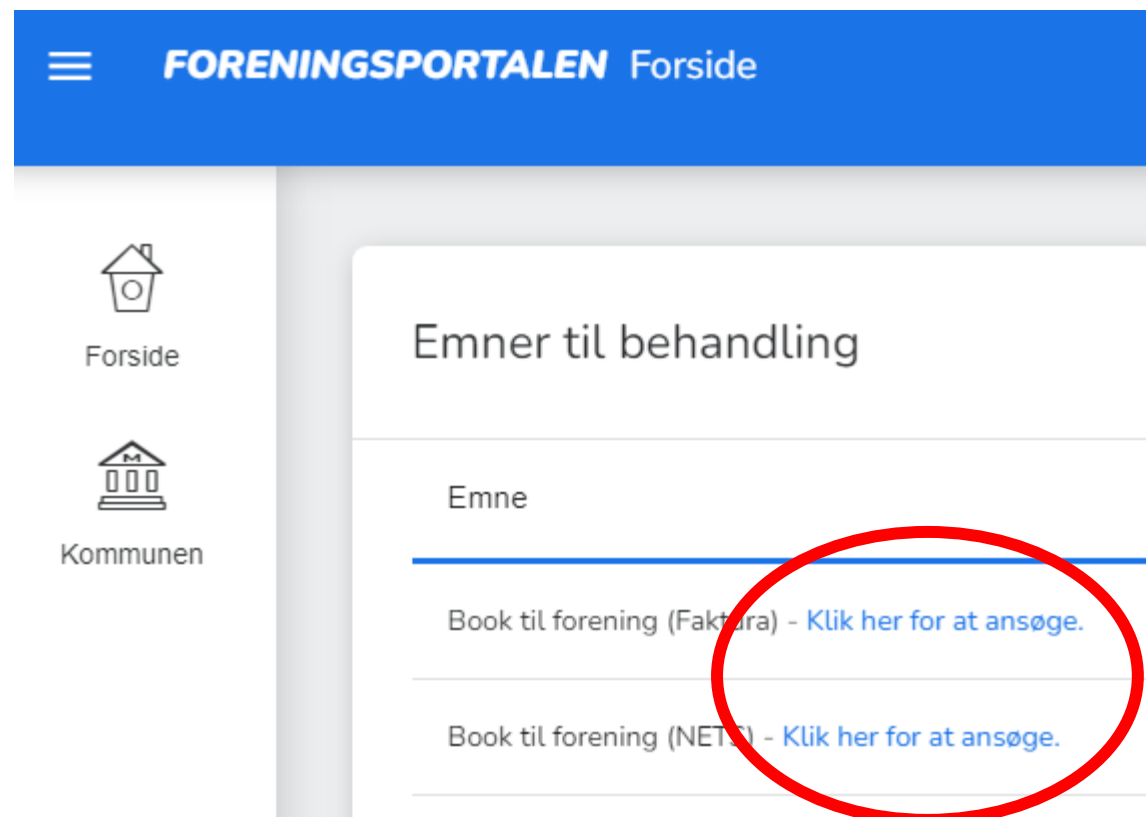 FORENINGSPORTALEN Forside
Forside
M
Kommunen
Emner til behandling
Emne
Book til forening (Faktura) - Klik her for at ansøge.
Book til forening (NETS) - Klik her for at ansøge.